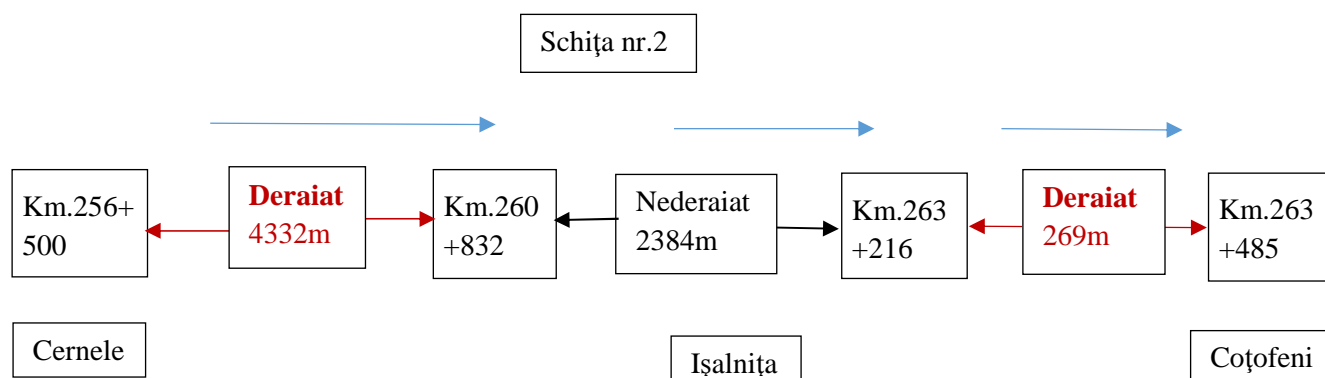 Schiţa nr.2
Km.256+
500
Deraiat
4332m
Km.260
+832
Nederaiat
2384m
Km.263
+216
Deraiat
269m
Km.263
+485
Cernele
Işalniţa
Coţofeni